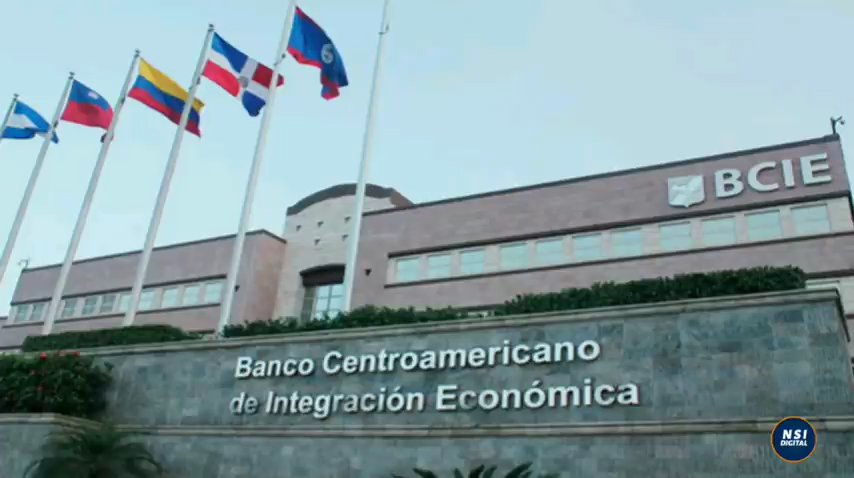 BCIE
Banco Centroamericano
de Integración Económica
NSI
DIGITAL